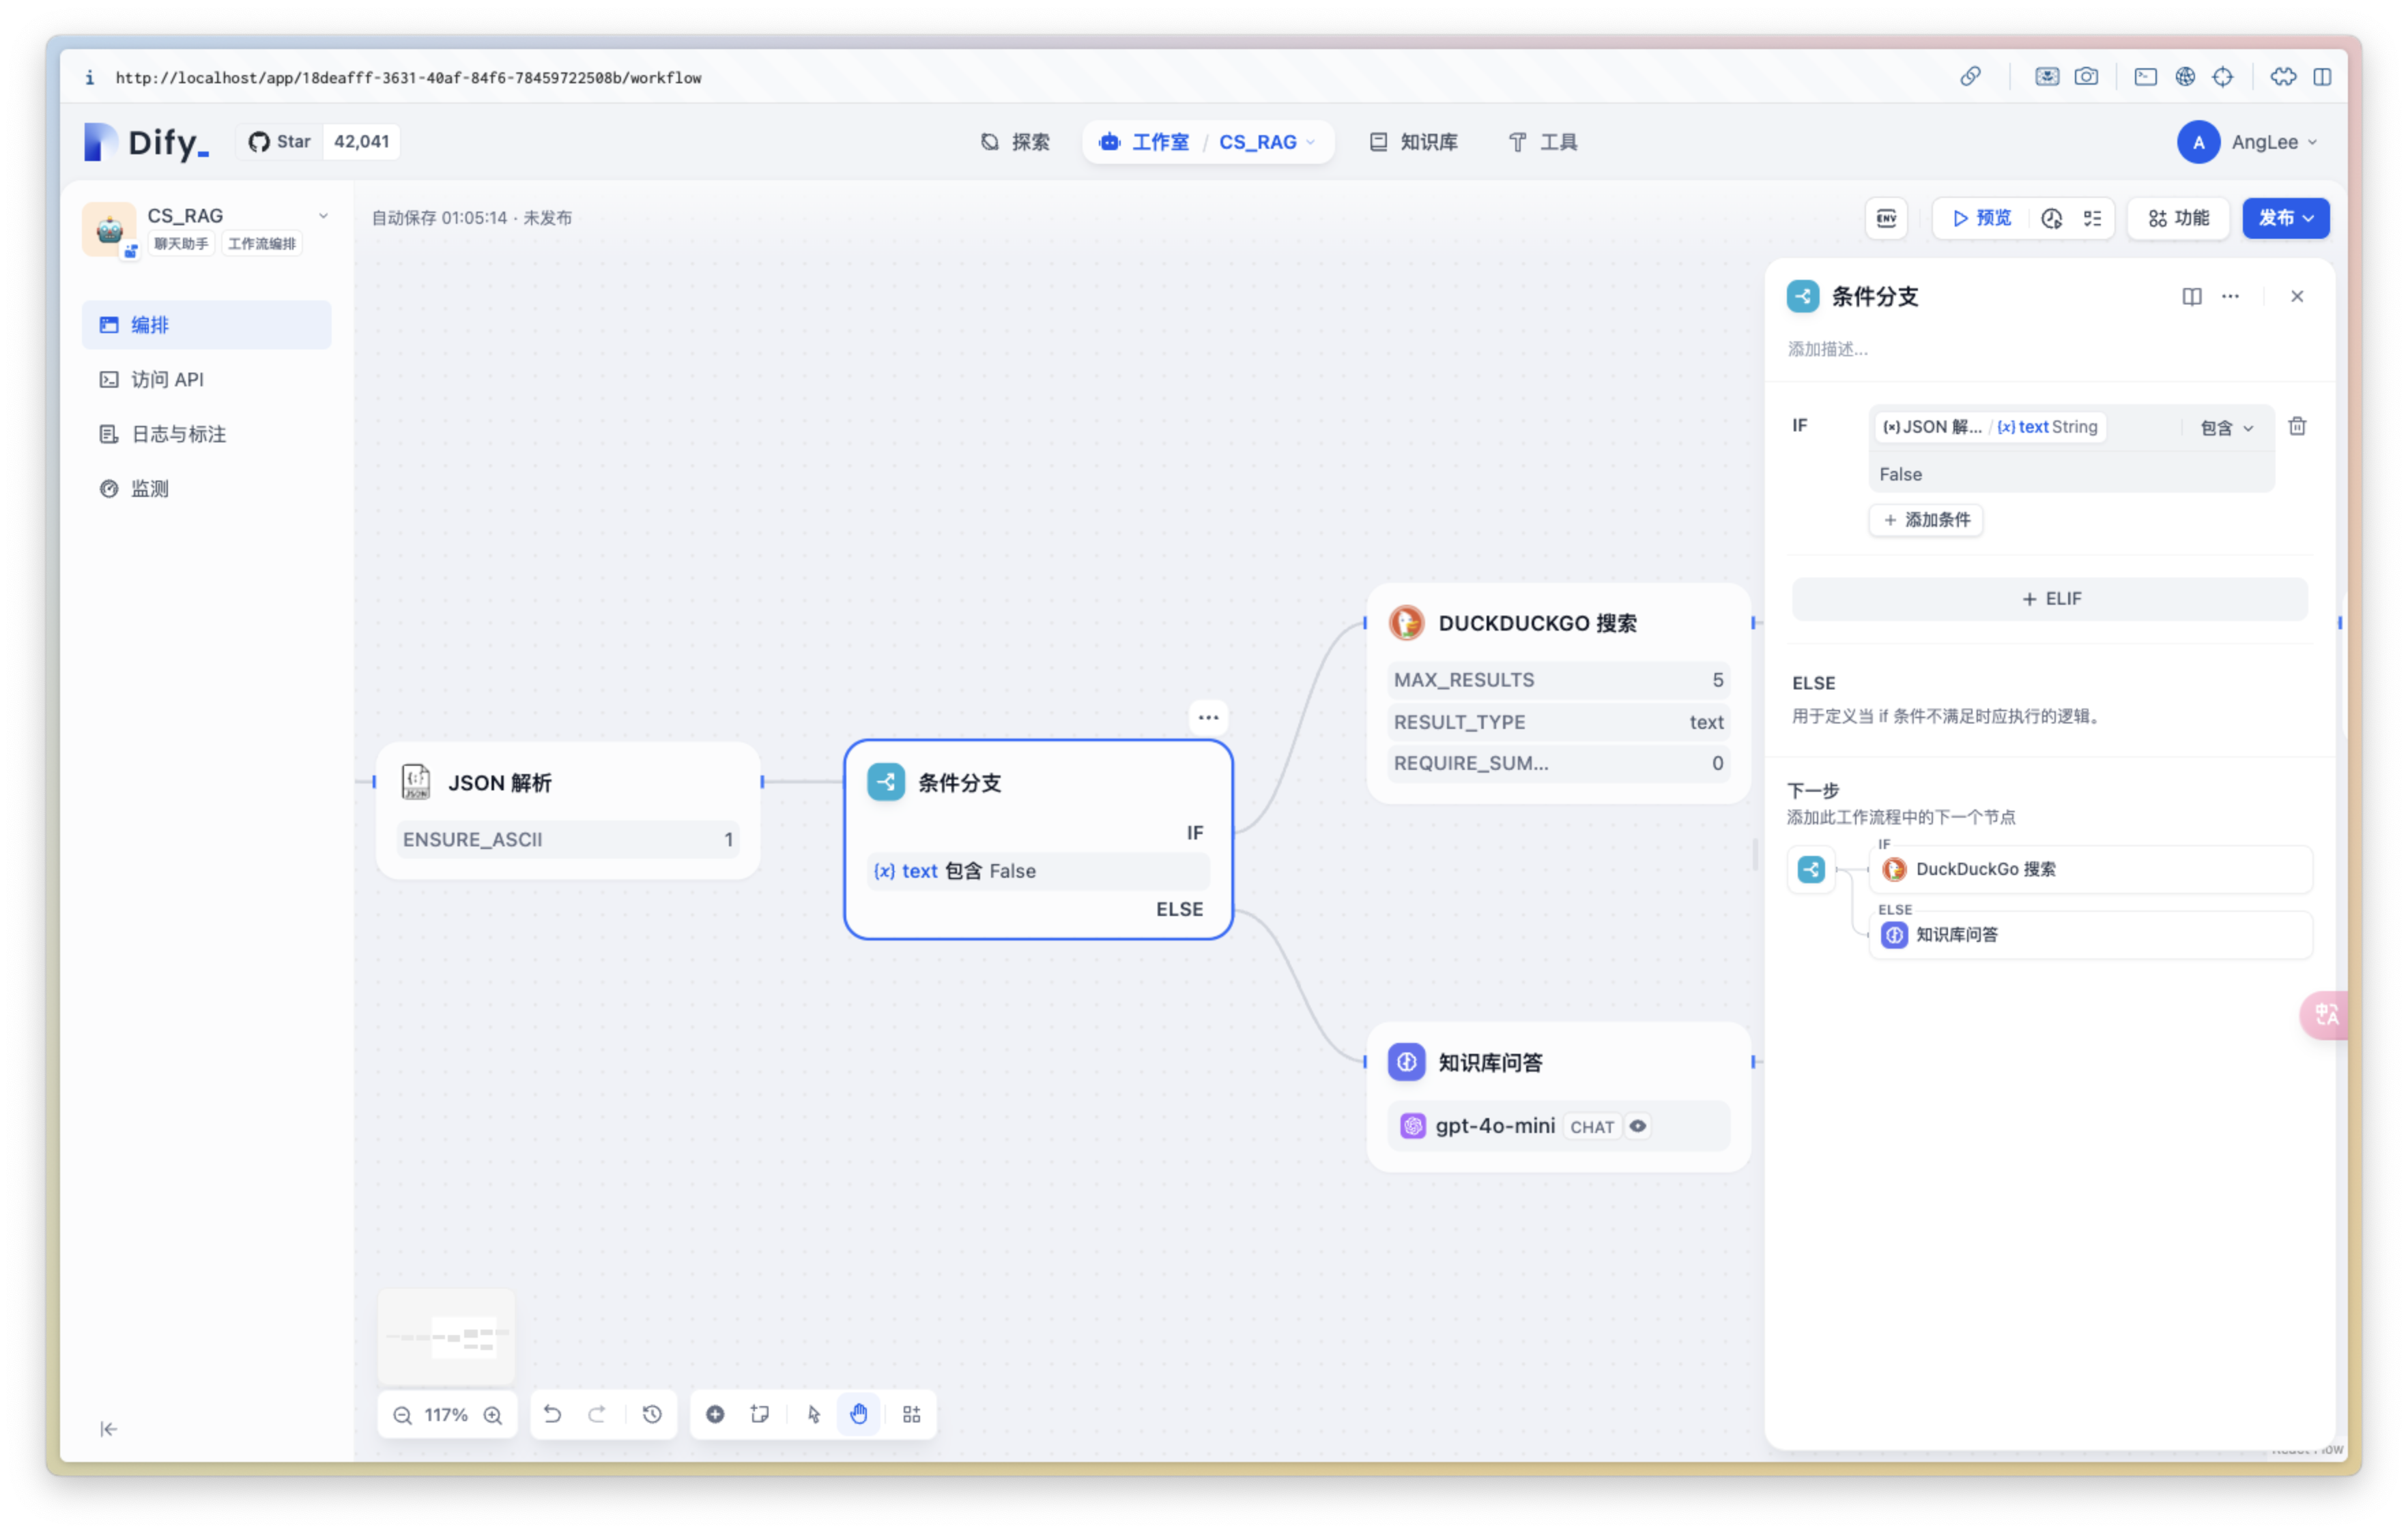 http://localhost/app/18deafff-3631-40af-84f6-78459722508b/workflow
Dify_
Star 42,041
探索
工作室 / CS_RAG
知识库
工具
A AngLee
CS_RAG
聊天助手 工作流编排
编排
访问 API
日志与标注
监测
自动保存 01:05:14 · 未发布
ENV
预览
功能
发布
JSON 解析
ENSURE_ASCII 1
条件分支
IF
{x} text 包含 False
ELSE
DUCKDUCKGO 搜索
MAX_RESULTS 5
RESULT_TYPE text
REQUIRE_SUM... 0
知识库问答
gpt-4o-mini CHAT
条件分支
添加描述...
IF
(×) JSON 解... / {x} text String 包含
False
+ 添加条件
+ ELIF
ELSE
用于定义当 if 条件不满足时应执行的逻辑。
下一步
添加此工作流程中的下一个节点
IF
DuckDuckGo 搜索
ELSE
知识库问答
中A
117%